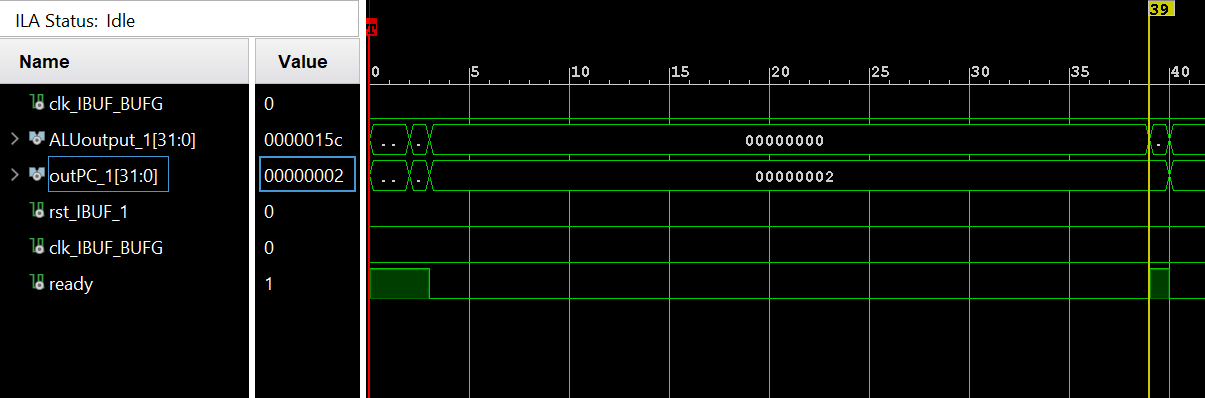 ILA Status: Idle
39
Name Value
T
0 5 10 15 20 25 30 35 40
clk_IBUF_BUFG 0
ALUoutput_1[31:0] 0000015c .. . 00000000 .
outPC_1[31:0] 00000002 .. . 00000002
rst_IBUF_1 0
clk_IBUF_BUFG 0
ready 1